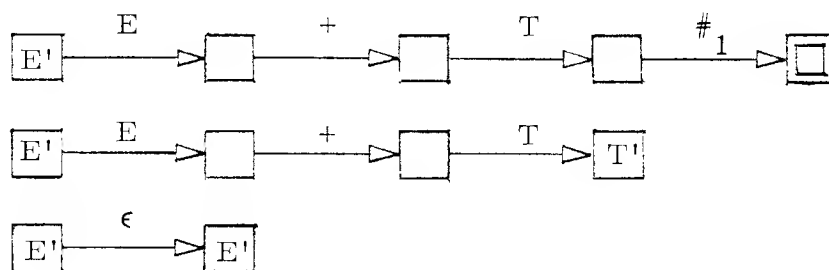 E + T #₁
E'
E + T
E' T'
ϵ
E' E'